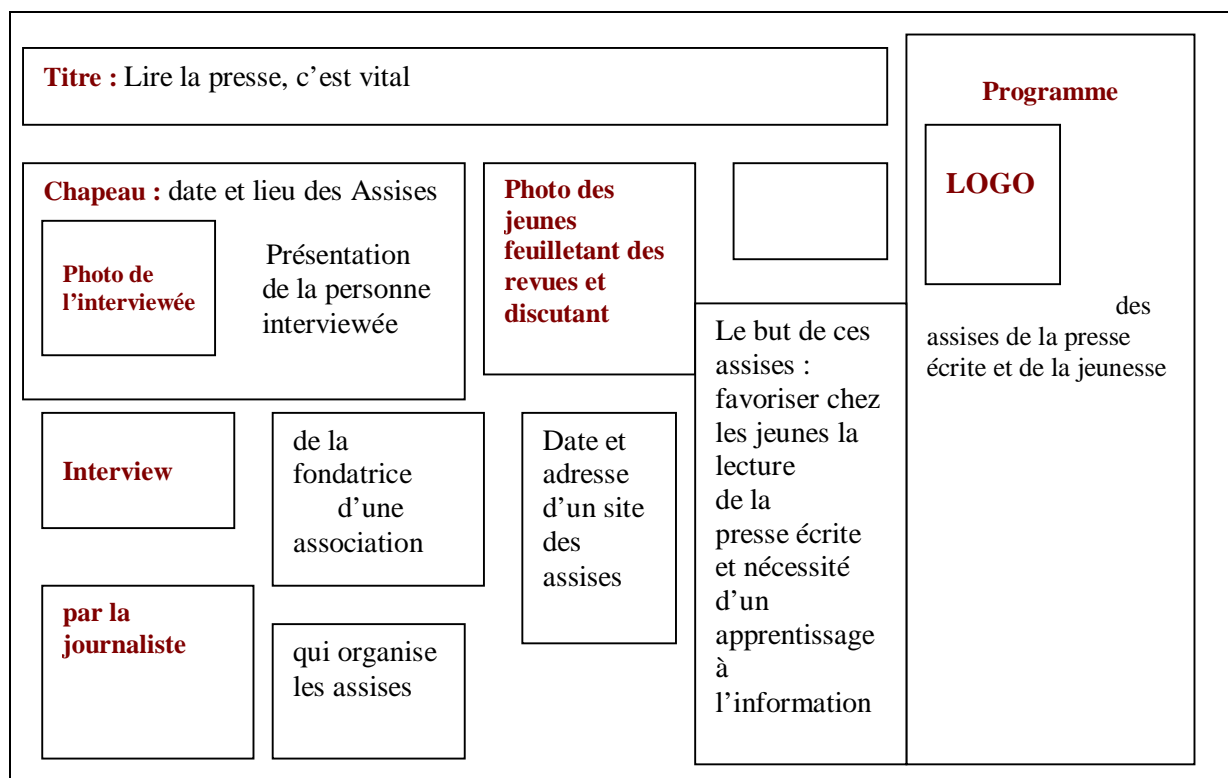 Titre : Lire la presse, c’est vital
Chapeau : date et lieu des Assises
Photo de
l’interviewée
Présentation
de la personne
interviewée
Photo des
jeunes
feuilletant des
revues et
discutant
Interview
de la
fondatrice
d’une
association
par la
journaliste
qui organise
les assises
Date et
adresse
d’un site
des
assises
Le but de ces
assises :
favoriser chez
les jeunes la
lecture
de la
presse écrite
et nécessité
d’un
apprentissage
à
l’information
Programme
LOGO
des
assises de la presse
écrite et de la jeunesse